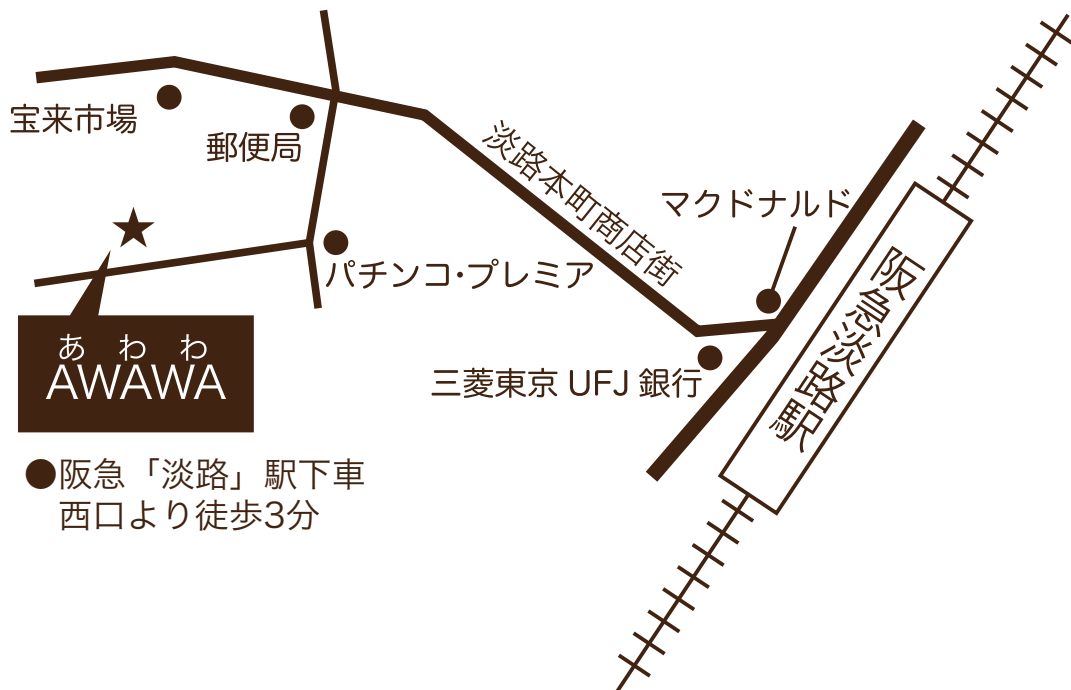 宝来市場
郵便局
淡路本町商店街
マクドナルド
パチンコ・プレミア
阪急淡路駅
三菱東京 UFJ 銀行
あわわ
AWAWA
●阪急「淡路」駅下車
西口より徒歩3分